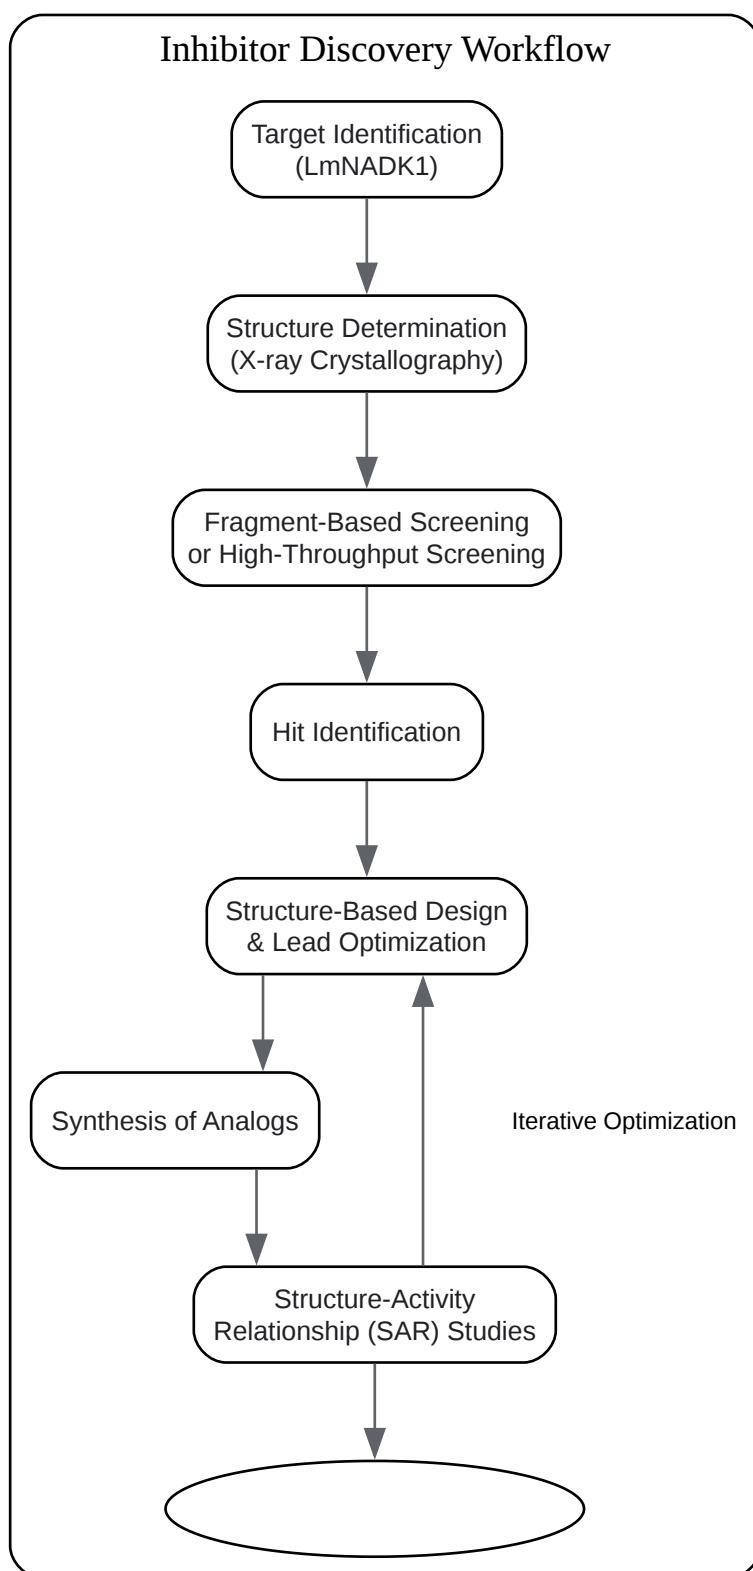 Inhibitor Discovery Workflow
Target Identification
(LmNADK1)
Structure Determination
(X-ray Crystallography)
Fragment-Based Screening
or High-Throughput Screening
Hit Identification
Structure-Based Design
& Lead Optimization
Synthesis of Analogs
Iterative Optimization
Structure-Activity
Relationship (SAR) Studies